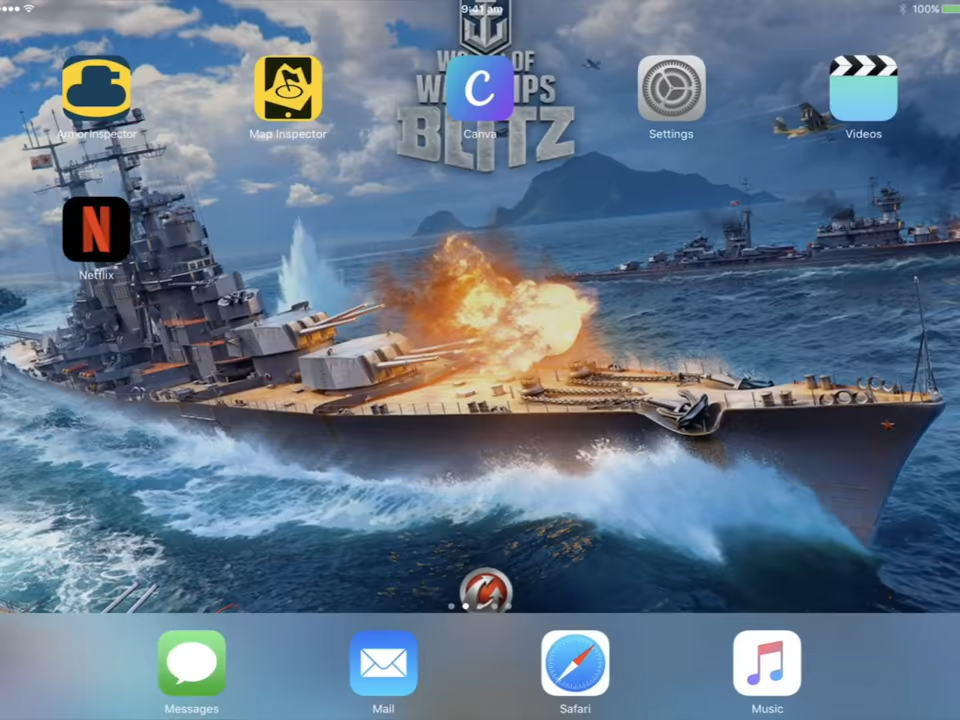 9:41 am
100%
WORLD OF
WARSHIPS
BLITZ
Armor Inspector
Map Inspector
Canva
Settings
Videos
Netflix
Messages
Mail
Safari
Music